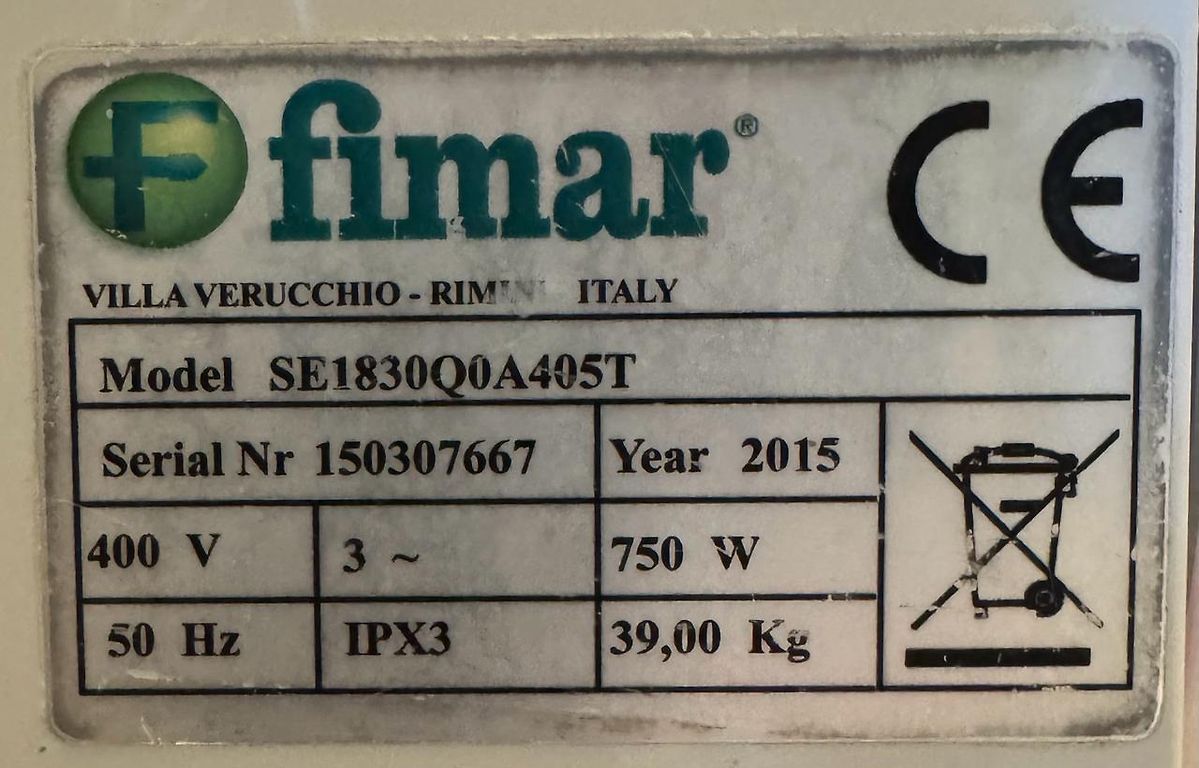 F fimar®
CE
VILLA VERUCCHIO - ITALY
Model SE1830Q0A405T
Serial Nr 150307667 Year 2015
400 V 3 ~ 750 W
50 Hz IPX3 39,00 Kg